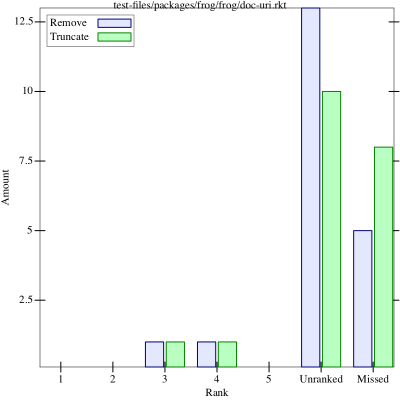 test-files/packages/frog/frog/doc-uri.rkt
12.5
Remove
Truncate
10
7.5
Amount
5
2.5
1 2 3 4 5 Unranked Missed
Rank